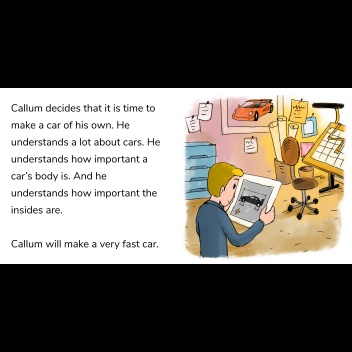 Callum decides that it is time to
make a car of his own. He
understands a lot about cars. He
understands how important a
car's body is. And he
understands how important the
insides are.
Callum will make a very fast car.